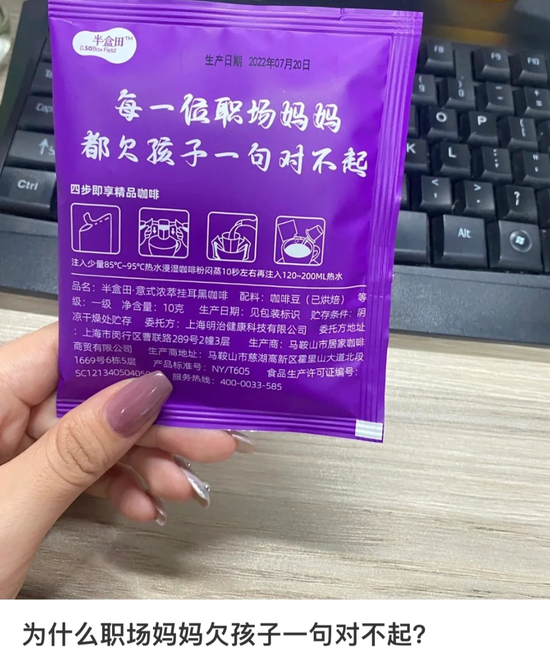 半盒田™
0.5OBox Field
生产日期 2022年07月20日
每一位职场妈妈
都欠孩子一句对不起
四步即享精品咖啡
注入少量85℃~95℃热水浸湿咖啡粉闷蒸10秒左右再注入120~200ML热水
品名：半盒田·意式浓萃挂耳黑咖啡 配料：咖啡豆（已烘焙） 等
级：一级 净含量：10克 生产日期：见包装标识 贮存条件：阴
凉干燥处贮存 委托方：上海明治健康科技有限公司 委托方地址
：上海市闵行区曹联路289号2幢3层 生产商：马鞍山市居家咖啡
商贸有限公司 生产商地址：马鞍山市慈湖高新区霍里山大道北段
1669号6栋5层 产品标准号：NY/T605 食品生产许可证编号：
SC1213405040 服务热线：400-0033-585
F8
F9
F10
Ctrl
Alt
K
L
P
为什么职场妈妈欠孩子一句对不起？